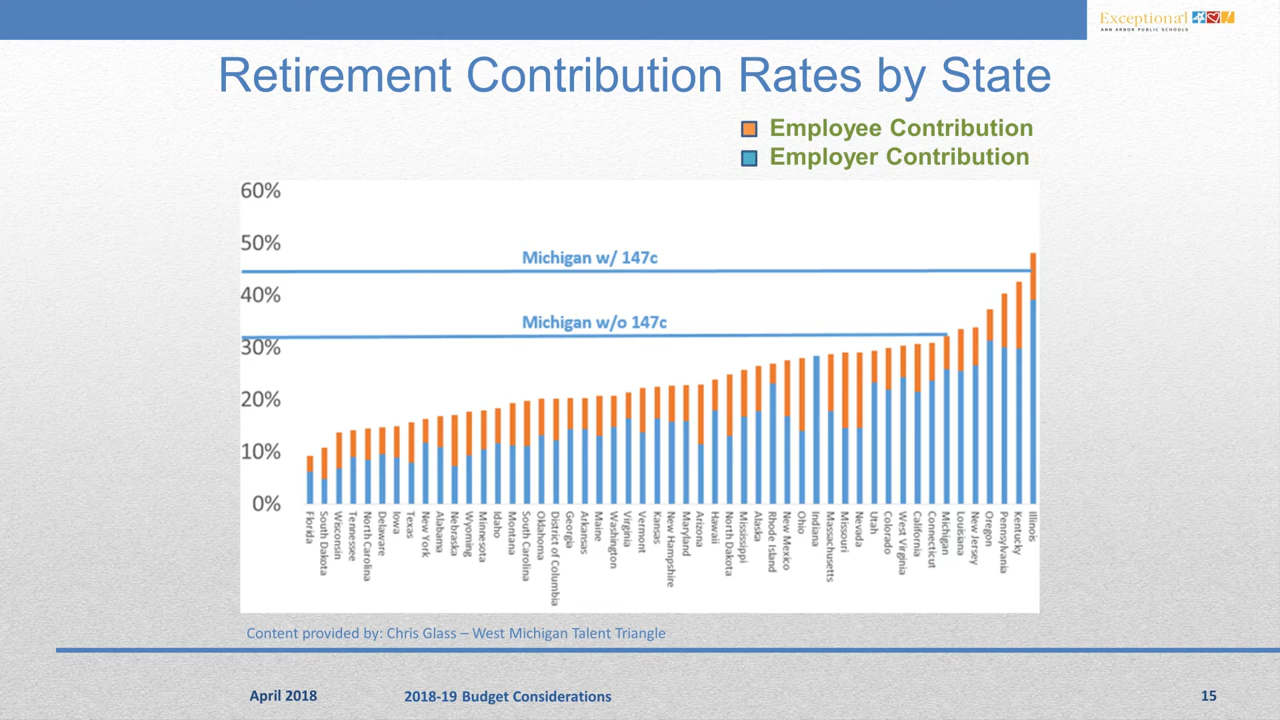 Exceptional
ANN ARBOR PUBLIC SCHOOLS
Retirement Contribution Rates by State
Employee Contribution
Employer Contribution
60%
50%
40%
30%
20%
10%
0%
Michigan w/ 147c
Michigan w/o 147c
Florida
South Dakota
Wisconsin
Tennessee
North Carolina
Delaware
Iowa
Texas
New York
Alabama
Nebraska
Wyoming
Minnesota
Idaho
Montana
South Carolina
Oklahoma
District of Columbia
Georgia
Arkansas
Maine
Washington
Virginia
Vermont
Kansas
New Hampshire
Maryland
Arizona
Hawaii
North Dakota
Mississippi
Alaska
Rhode Island
New Mexico
Ohio
Indiana
Massachusetts
Missouri
Nevada
Utah
Colorado
West Virginia
California
Connecticut
Michigan
Louisiana
New Jersey
Oregon
Pennsylvania
Kentucky
Illinois
Content provided by: Chris Glass – West Michigan Talent Triangle
April 2018
2018-19 Budget Considerations
15